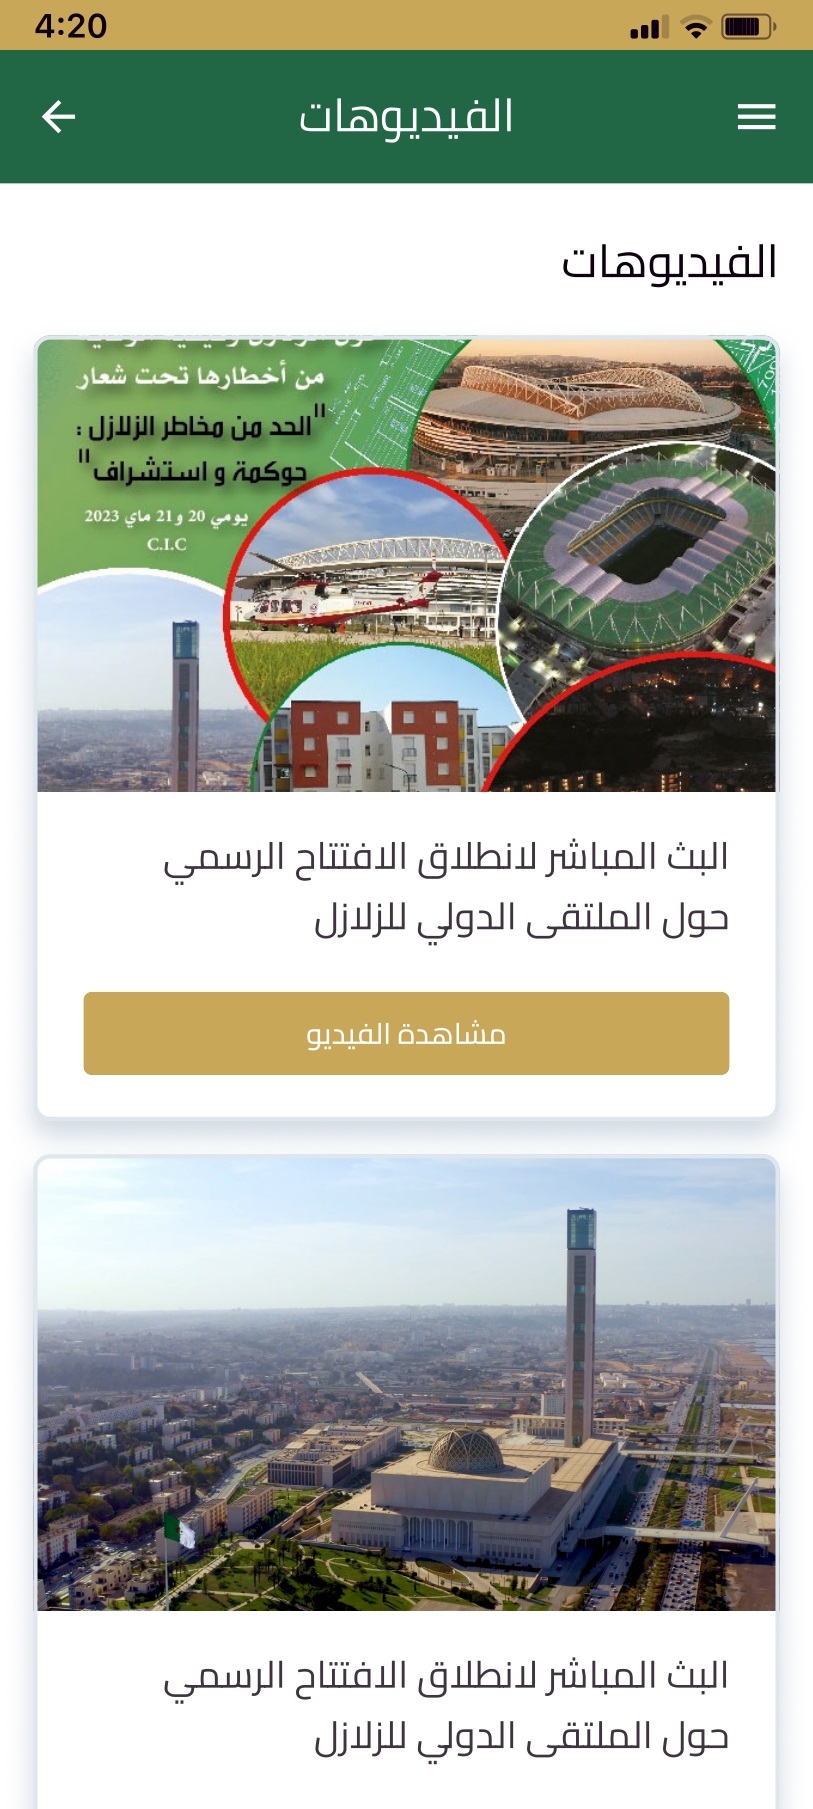 4:20
الفيديوهات
الفيديوهات
من أخطارها تحت شعار
"الحد من مخاطر الزلازل :
حوكمة و استشراف"
يومي 20 و 21 ماي 2023
C.I.C
البث المباشر لانطلاق الافتتاح الرسمي
حول الملتقى الدولي للزلازل
مشاهدة الفيديو
البث المباشر لانطلاق الافتتاح الرسمي
حول الملتقى الدولي للزلازل